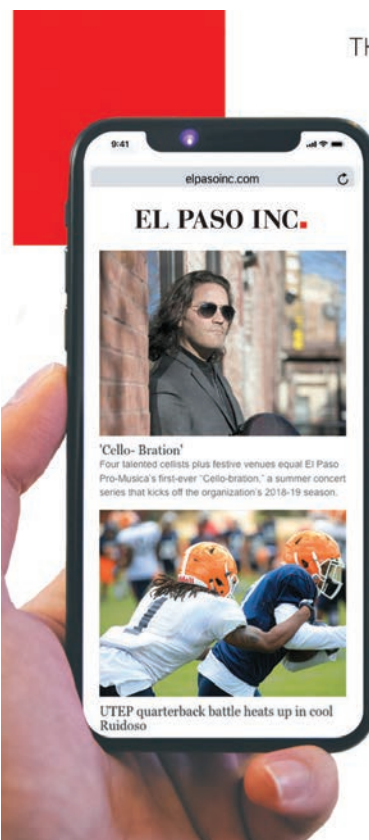 TH
9:41
elpasoinc.com
EL PASO INC.
'Cello- Bration'
Four talented cellists plus festive venues equal El Paso
Pro-Musica's first-ever "Cello-bration," a summer concert
series that kicks off the organization's 2018-19 season.
1
UTEP quarterback battle heats up in cool
Ruidoso